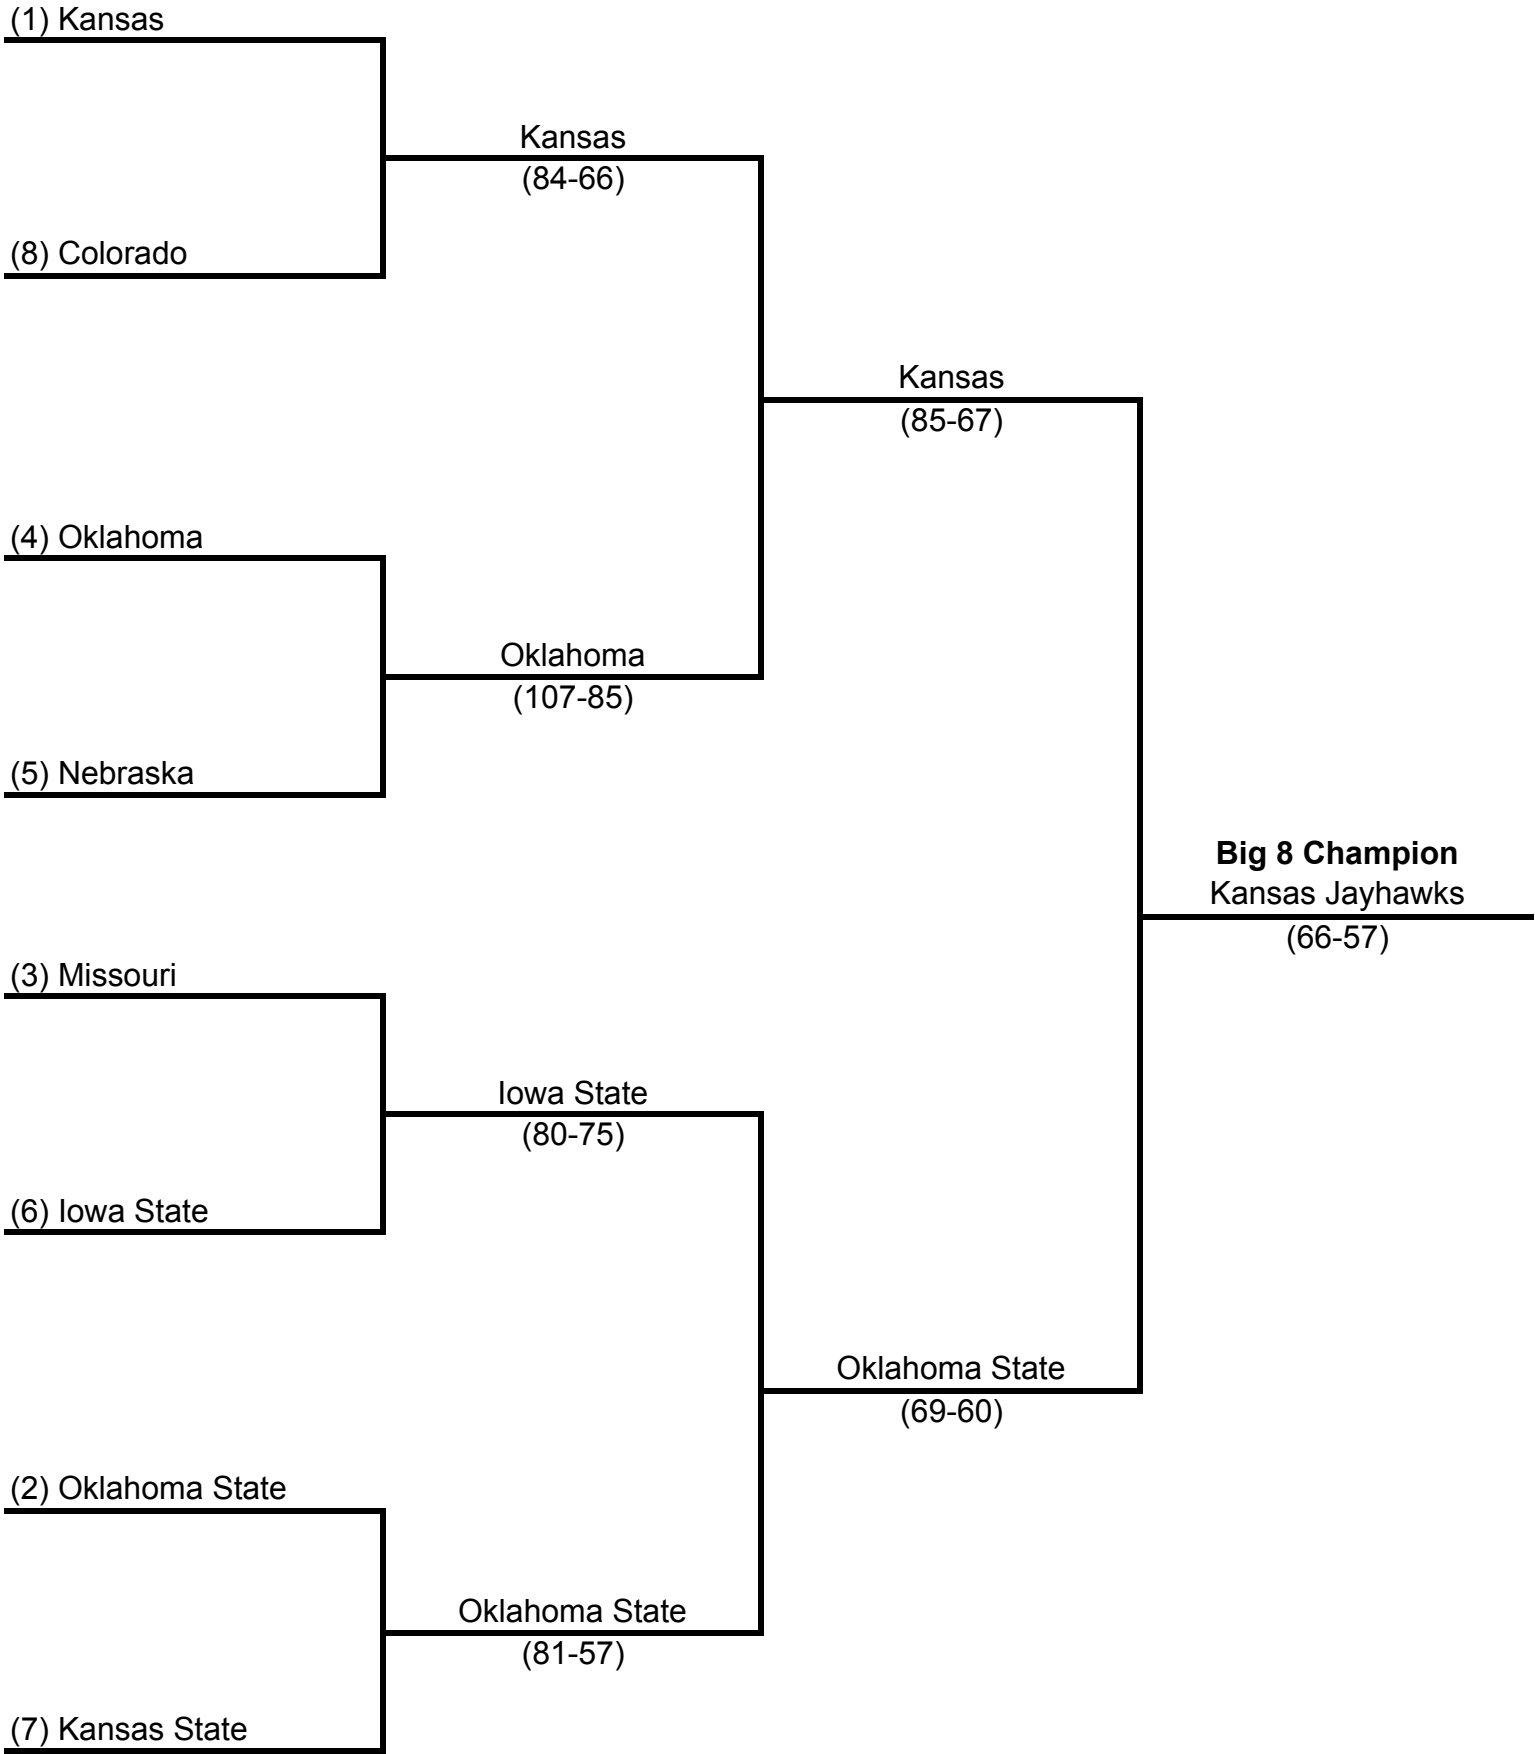 (1) Kansas
Kansas
(84-66)
(8) Colorado
Kansas
(85-67)
(4) Oklahoma
Oklahoma
(107-85)
(5) Nebraska
Big 8 Champion
Kansas Jayhawks
(66-57)
(3) Missouri
Iowa State
(80-75)
(6) Iowa State
Oklahoma State
(69-60)
(2) Oklahoma State
Oklahoma State
(81-57)
(7) Kansas State